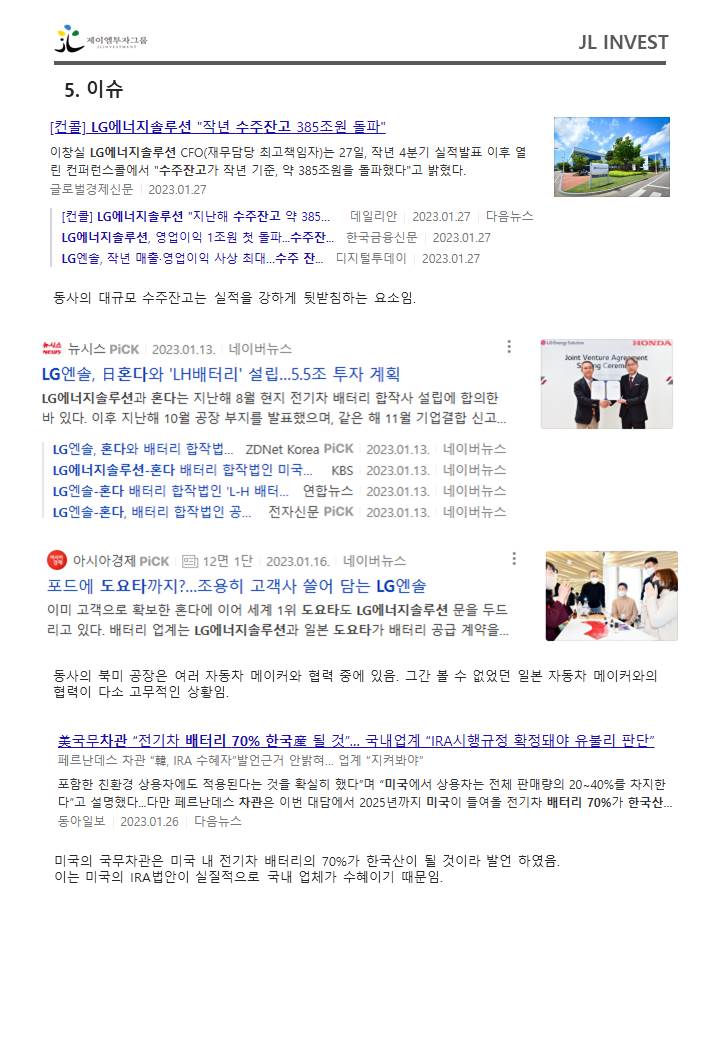 제이엘투자그룹
JL INVESTMENT
JL INVEST
5. 이슈
[컨콜] LG에너지솔루션 "작년 수주잔고 385조원 돌파"
이창실 LG에너지솔루션 CFO(재무담당 최고책임자)는 27일, 작년 4분기 실적발표 이후 열
린 컨퍼런스콜에서 "수주잔고가 작년 기준, 약 385조원을 돌파했다"고 밝혔다.
글로벌경제신문 2023.01.27
[컨콜] LG에너지솔루션 "지난해 수주잔고 약 385... 데일리안 2023.01.27 다음뉴스
LG에너지솔루션, 영업이익 1조원 첫 돌파...수주잔... 한국금융신문 2023.01.27
LG엔솔, 작년 매출·영업이익 사상 최대...수주 잔... 디지털투데이 2023.01.27
동사의 대규모 수주잔고는 실적을 강하게 뒷받침하는 요소임.
뉴시스
NEWSIS
뉴시스 PiCK 2023.01.13. 네이버뉴스
LG엔솔, 日혼다와 'LH배터리' 설립...5.5조 투자 계획
LG에너지솔루션과 혼다는 지난해 8월 현지 전기차 배터리 합작사 설립에 합의한
바 있다. 이후 지난해 10월 공장 부지를 발표했으며, 같은 해 11월 기업결합 신고...
LG Energy Solution HONDA
Joint Venture Agreement
Signing Ceremony
LG엔솔, 혼다와 배터리 합작법... ZDNet Korea PiCK 2023.01.13. 네이버뉴스
LG에너지솔루션-혼다 배터리 합작법인 미국... KBS 2023.01.13. 네이버뉴스
LG엔솔-혼다 배터리 합작법인 'L-H 배터... 연합뉴스 2023.01.13. 네이버뉴스
LG엔솔-혼다, 배터리 합작법인 공... 전자신문 PiCK 2023.01.13. 네이버뉴스
아시아경제 PiCK 12면 1단 2023.01.16. 네이버뉴스
포드에 도요타까지?...조용히 고객사 쓸어 담는 LG엔솔
이미 고객으로 확보한 혼다에 이어 세계 1위 도요타도 LG에너지솔루션 문을 두드
리고 있다. 배터리 업계는 LG에너지솔루션과 일본 도요타가 배터리 공급 계약을...
동사의 북미 공장은 여러 자동차 메이커와 협력 중에 있음. 그간 볼 수 없었던 일본 자동차 메이커와의
협력이 다소 고무적인 상황임.
美국무차관 “전기차 배터리 70% 한국産 될 것”... 국내업계 “IRA시행규정 확정돼야 유불리 판단”
페르난데스 차관 “韓, IRA 수혜자”발언근거 안밝혀... 업계 “지켜봐야”
포함한 친환경 상용차에도 적용된다는 것을 확실히 했다”며 “미국에서 상용차는 전체 판매량의 20~40%를 차지한
다”고 설명했다...다만 페르난데스 차관은 이번 대담에서 2025년까지 미국이 들여올 전기차 배터리 70%가 한국산...
동아일보 2023.01.26 다음뉴스
미국의 국무차관은 미국 내 전기차 배터리의 70%가 한국산이 될 것이라 발언 하였음.
이는 미국의 IRA법안이 실질적으로 국내 업체가 수혜이기 때문임.